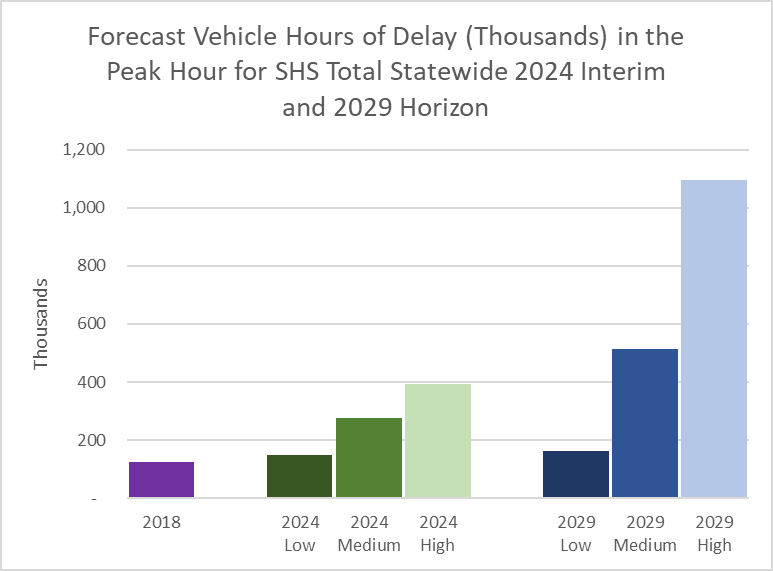 Forecast Vehicle Hours of Delay (Thousands) in the
Peak Hour for SHS Total Statewide 2024 Interim
and 2029 Horizon
Thousands
1,200
1,000
800
600
400
200
-
2018
2024 Low
2024 Medium
2024 High
2029 Low
2029 Medium
2029 High